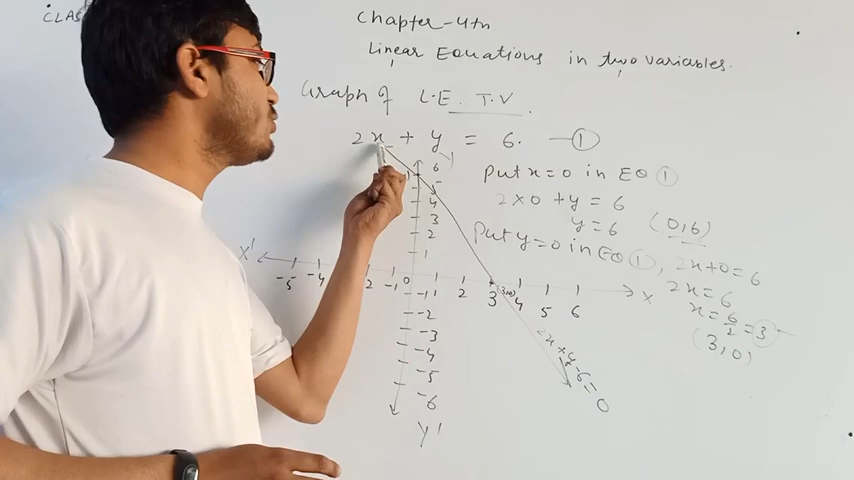 CLAS
Chapter-4th
Linear Equations in two variables.
Graph of L.E. T.V
2x + y = 6. —①
Put x=0 in EQ ①
2×0 +y = 6
y = 6 (0,6)
Put y=0 in EQ ①, 2x+0=6
2x = 6
x = 6/2 = 3
(3,0)
6
5
4
3
2
1
X' -5 -4 -2 -1 0 1 2 3 (3,0) 4 5 6 X
-1
-2
-3
-4
-5
-6
Y'
2x+y-6=0